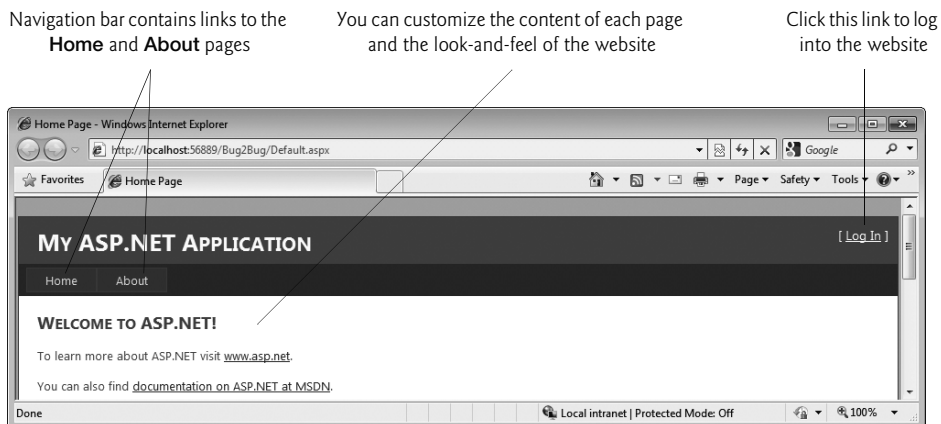 Navigation bar contains links to the
Home and About pages
You can customize the content of each page
and the look-and-feel of the website
Click this link to log
into the website
Home Page - Windows Internet Explorer
http://localhost:56889/Bug2Bug/Default.aspx
Google
Favorites
Home Page
Page
Safety
Tools
MY ASP.NET APPLICATION
[ Log In ]
Home
About
WELCOME TO ASP.NET!
To learn more about ASP.NET visit www.asp.net.
You can also find documentation on ASP.NET at MSDN.
Done
Local intranet | Protected Mode: Off
100%